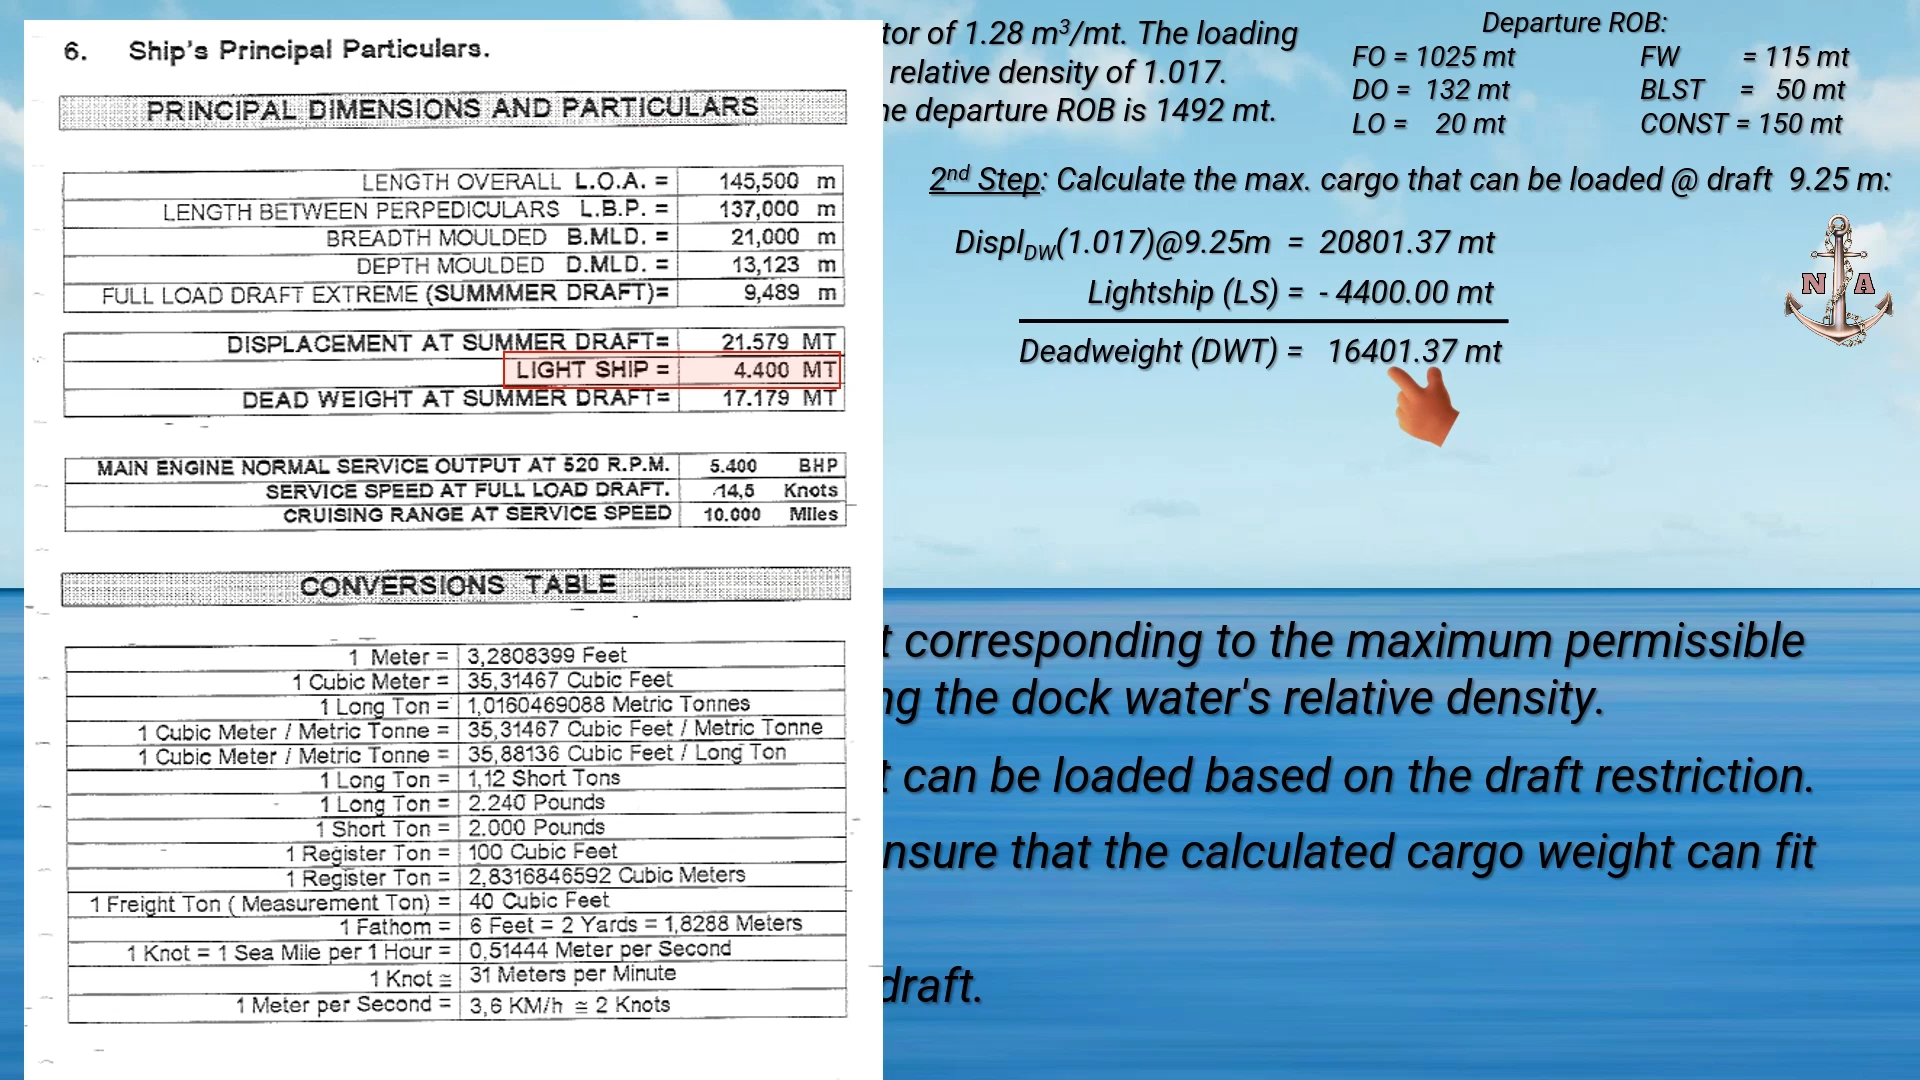 6. Ship's Principal Particulars.
PRINCIPAL DIMENSIONS AND PARTICULARS
LENGTH OVERALL L.O.A. = 145,500 m
LENGTH BETWEEN PERPEDICULARS L.B.P. = 137,000 m
BREADTH MOULDED B.MLD. = 21,000 m
DEPTH MOULDED D.MLD. = 13,123 m
FULL LOAD DRAFT EXTREME (SUMMMER DRAFT)= 9,489 m
DISPLACEMENT AT SUMMER DRAFT= 21.579 MT
LIGHT SHIP = 4.400 MT
DEAD WEIGHT AT SUMMER DRAFT= 17.179 MT
MAIN ENGINE NORMAL SERVICE OUTPUT AT 520 R.P.M. 5.400 BHP
SERVICE SPEED AT FULL LOAD DRAFT. 14,5 Knots
CRUISING RANGE AT SERVICE SPEED 10.000 Miles
CONVERSIONS TABLE
1 Meter = 3,2808399 Feet
1 Cubic Meter = 35,31467 Cubic Feet
1 Long Ton = 1,0160469088 Metric Tonnes
1 Cubic Meter / Metric Tonne = 35,31467 Cubic Feet / Metric Tonne
1 Cubic Meter / Metric Tonne = 35,88136 Cubic Feet / Long Ton
1 Long Ton = 1,12 Short Tons
1 Long Ton = 2.240 Pounds
1 Short Ton = 2.000 Pounds
1 Register Ton = 100 Cubic Feet
1 Register Ton = 2,8316846592 Cubic Meters
1 Freight Ton ( Measurement Ton) = 40 Cubic Feet
1 Fathom = 6 Feet = 2 Yards = 1,8288 Meters
1 Knot = 1 Sea Mile per 1 Hour = 0,51444 Meter per Second
1 Knot ≅ 31 Meters per Minute
1 Meter per Second = 3,6 KM/h ≅ 2 Knots
tor of 1.28 m³/mt. The loading
relative density of 1.017.
he departure ROB is 1492 mt.
Departure ROB:
FO = 1025 mt FW = 115 mt
DO = 132 mt BLST = 50 mt
LO = 20 mt CONST = 150 mt
2nd Step: Calculate the max. cargo that can be loaded @ draft 9.25 m:
DisplDW(1.017)@9.25m = 20801.37 mt
Lightship (LS) = - 4400.00 mt
Deadweight (DWT) = 16401.37 mt
N A
t corresponding to the maximum permissible
ng the dock water's relative density.
t can be loaded based on the draft restriction.
nsure that the calculated cargo weight can fit
draft.